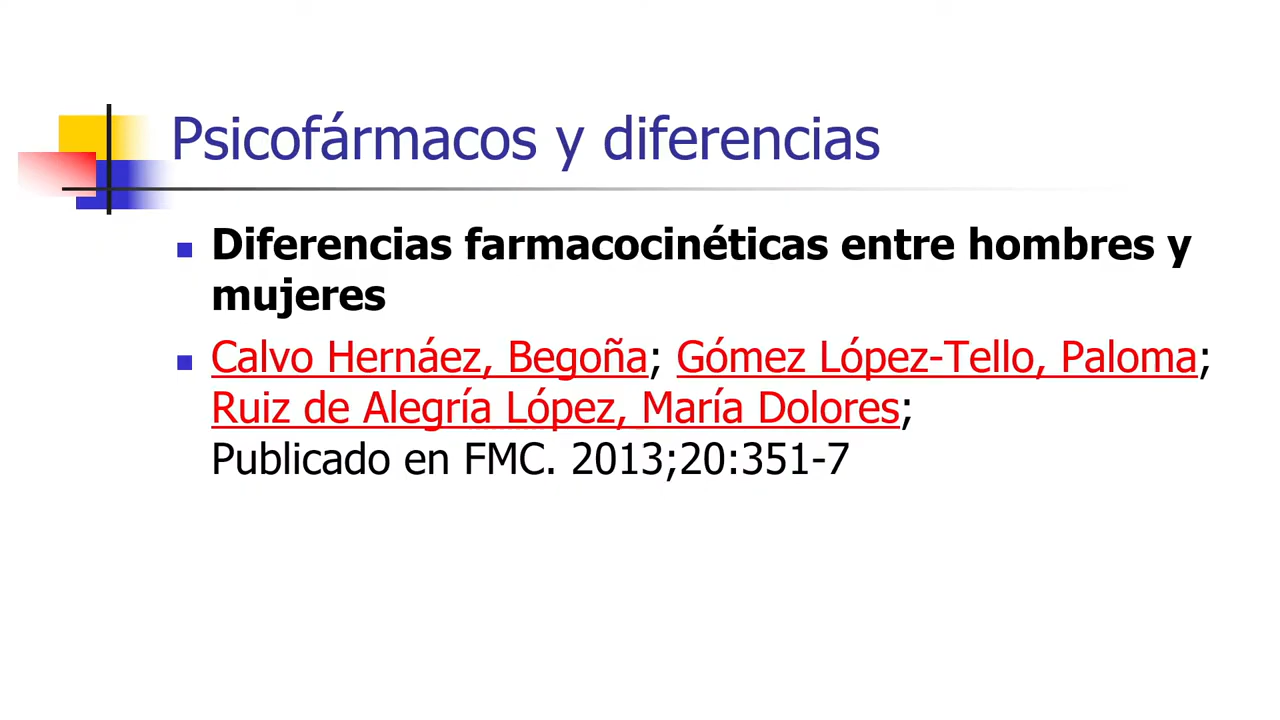 Psicofármacos y diferencias
Diferencias farmacocinéticas entre hombres y
mujeres
Calvo Hernáez, Begoña; Gómez López-Tello, Paloma;
Ruiz de Alegría López, María Dolores;
Publicado en FMC. 2013;20:351-7